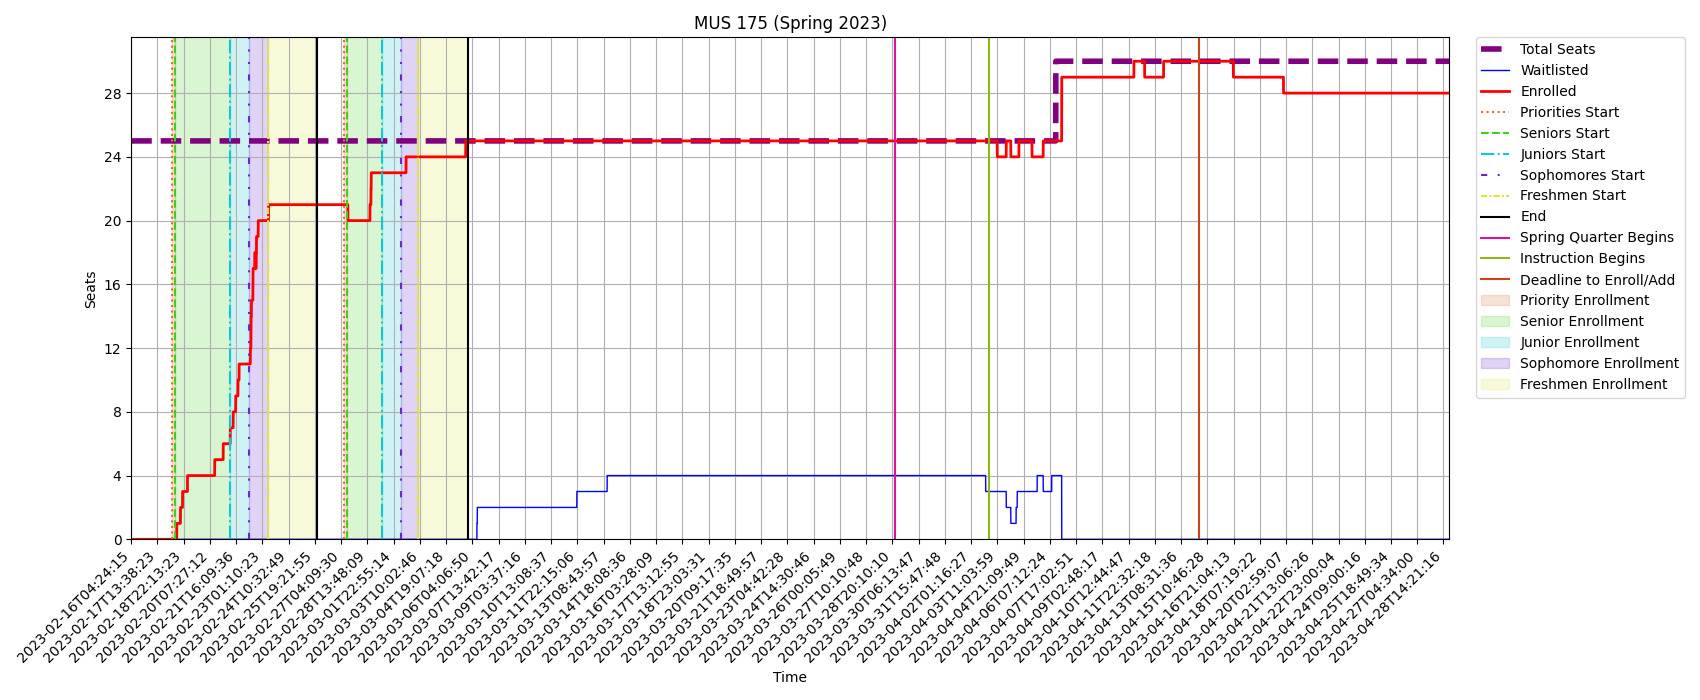 MUS 175 (Spring 2023)
Seats
28
24
20
16
12
8
4
0
2023-02-16T04:24:15
2023-02-17T13:38:23
2023-02-18T22:13:23
2023-02-20T07:27:12
2023-02-21T16:09:36
2023-02-23T01:10:23
2023-02-24T10:32:49
2023-02-25T19:21:55
2023-02-27T04:09:30
2023-02-28T13:48:09
2023-03-01T22:55:14
2023-03-03T10:02:46
2023-03-04T19:07:18
2023-03-06T04:06:50
2023-03-07T13:42:17
2023-03-09T03:37:16
2023-03-10T13:08:37
2023-03-11T22:15:06
2023-03-13T08:43:57
2023-03-14T18:08:36
2023-03-16T03:28:09
2023-03-17T13:12:55
2023-03-18T23:03:31
2023-03-20T09:17:35
2023-03-21T18:49:57
2023-03-23T04:42:28
2023-03-24T14:30:46
2023-03-26T00:05:49
2023-03-27T10:10:48
2023-03-28T20:10:10
2023-03-30T06:13:47
2023-03-31T15:47:48
2023-04-02T01:16:27
2023-04-03T11:03:59
2023-04-04T21:09:49
2023-04-06T07:12:24
2023-04-07T17:02:51
2023-04-09T02:48:17
2023-04-10T12:44:47
2023-04-11T22:32:18
2023-04-13T08:31:36
2023-04-15T10:46:28
2023-04-16T21:04:13
2023-04-18T07:19:22
2023-04-20T02:59:07
2023-04-21T13:06:26
2023-04-22T23:00:04
2023-04-24T09:00:16
2023-04-25T18:49:34
2023-04-27T04:34:00
2023-04-28T14:21:16
Time
Total Seats
Waitlisted
Enrolled
Priorities Start
Seniors Start
Juniors Start
Sophomores Start
Freshmen Start
End
Spring Quarter Begins
Instruction Begins
Deadline to Enroll/Add
Priority Enrollment
Senior Enrollment
Junior Enrollment
Sophomore Enrollment
Freshmen Enrollment